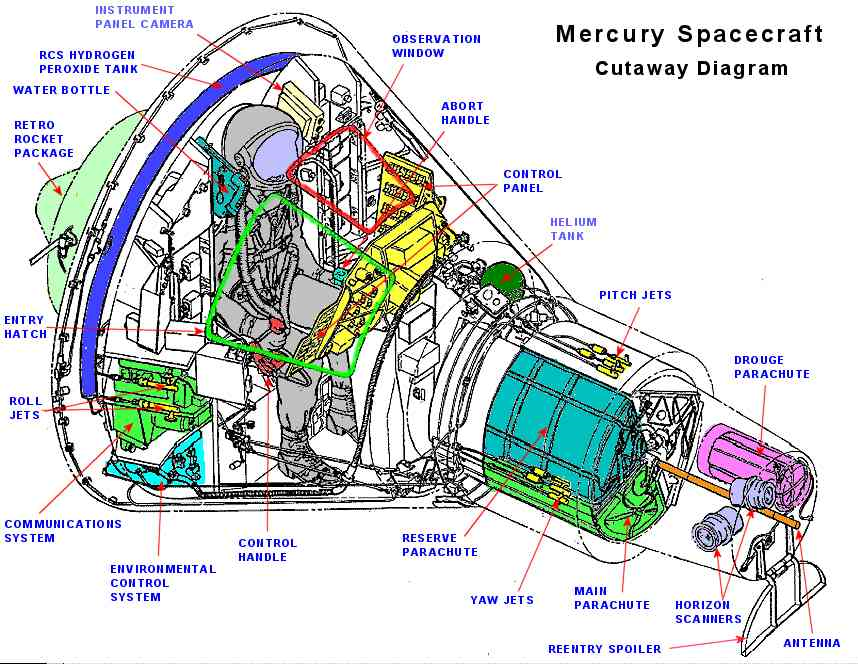 Mercury Spacecraft
Cutaway Diagram
INSTRUMENT
PANEL CAMERA
RCS HYDROGEN
PEROXIDE TANK
WATER BOTTLE
RETRO
ROCKET
PACKAGE
OBSERVATION
WINDOW
ABORT
HANDLE
CONTROL
PANEL
HELIUM
TANK
PITCH JETS
DROUGE
PARACHUTE
ENTRY
HATCH
ROLL
JETS
COMMUNICATIONS
SYSTEM
ENVIRONMENTAL
CONTROL
SYSTEM
CONTROL
HANDLE
RESERVE
PARACHUTE
YAW JETS
MAIN
PARACHUTE
HORIZON
SCANNERS
REENTRY SPOILER
ANTENNA